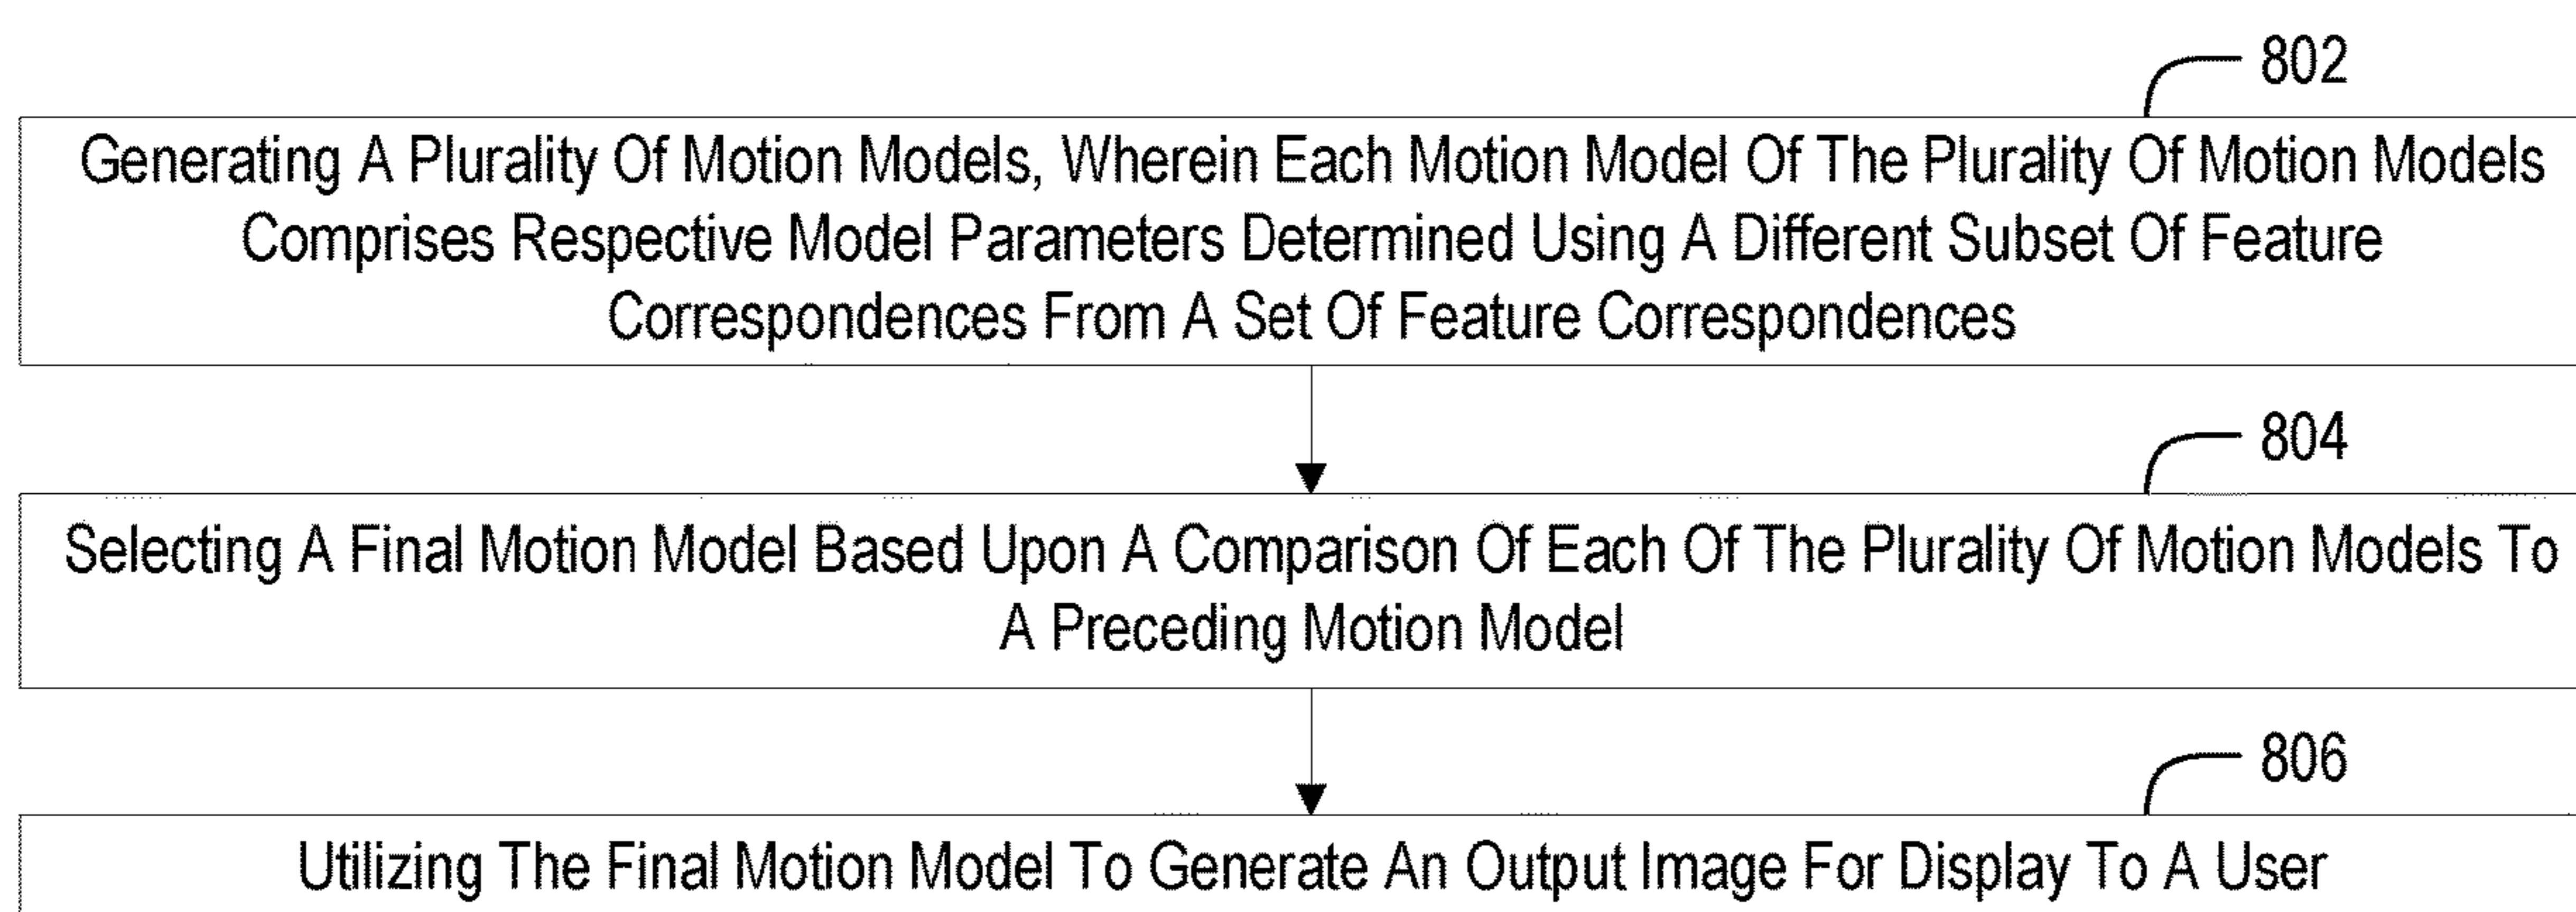 802
Generating A Plurality Of Motion Models, Wherein Each Motion Model Of The Plurality Of Motion Models
Comprises Respective Model Parameters Determined Using A Different Subset Of Feature
Correspondences From A Set Of Feature Correspondences
804
Selecting A Final Motion Model Based Upon A Comparison Of Each Of The Plurality Of Motion Models To
A Preceding Motion Model
806
Utilizing The Final Motion Model To Generate An Output Image For Display To A User